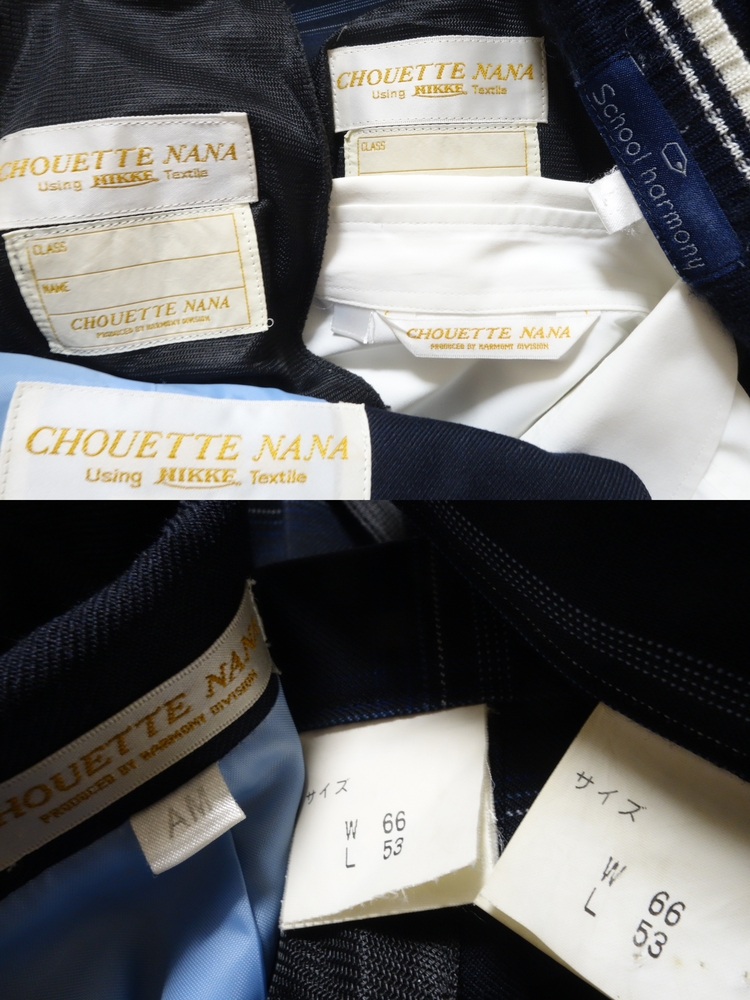 CHOUETTE NANA
Using NIKKE Textile
CLASS
NAME
CHOUETTE NANA
PRODUCED BY HARMONY DIVISION
CHOUETTE NANA
Using NIKKE Textile
CLASS
School harmony
CHOUETTE NANA
PRODUCED BY HARMONY DIVISION
CHOUETTE NANA
Using NIKKE Textile
HOUETTE NANA
PRODUCED BY HARMONY DIVISION
AM
サイズ
W 66
L 53
サイズ
W 66
L 53